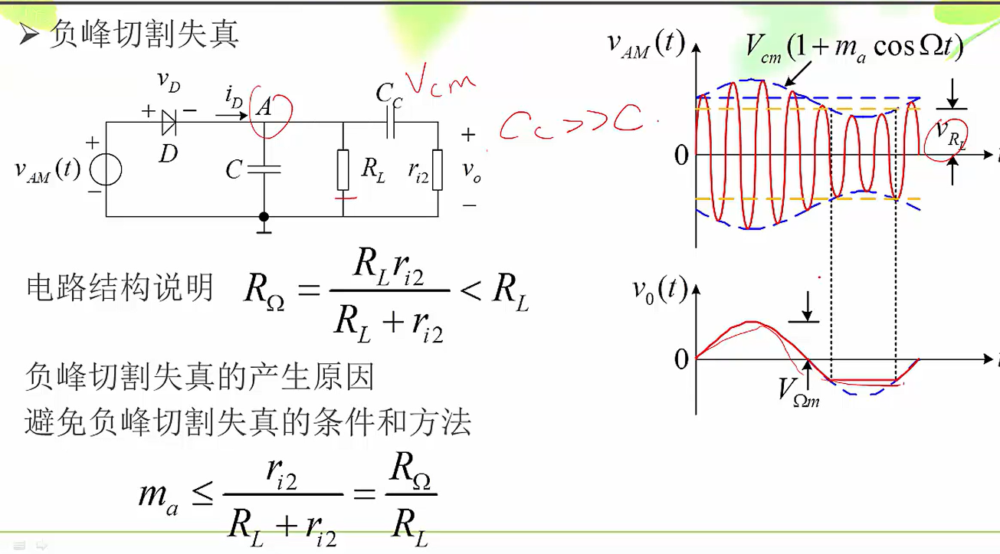 ➢ 负峰切割失真
v_D
+ − i_D A C_C V_cm
D
+ v_AM(t) −
C R_L r_i2 + v_o −
C_c >> C
v_AM(t) V_cm(1 + m_a cos Ωt)
0 v_RL t
电路结构说明 R_Ω = R_L r_i2 / (R_L + r_i2) < R_L
v_0(t)
0 t
V_Ωm
负峰切割失真的产生原因
避免负峰切割失真的条件和方法
m_a ≤ r_i2 / (R_L + r_i2) = R_Ω / R_L